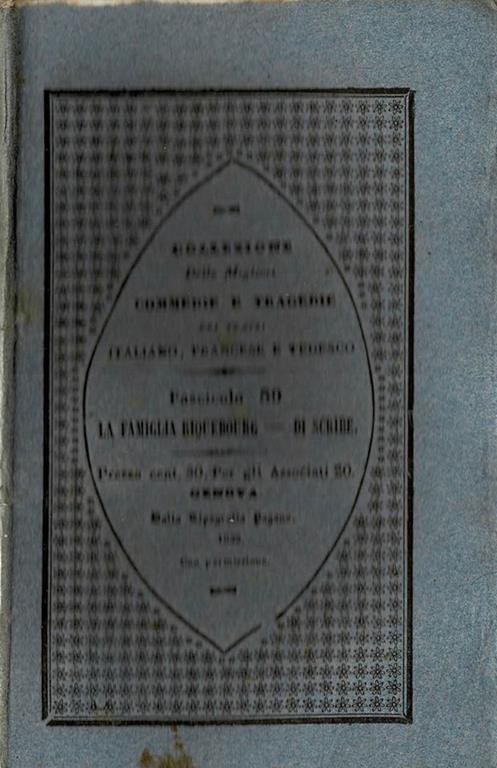 COLLEZIONE
Delle Migliori
COMMEDIE E TRAGEDIE
DEI TEATRI
ITALIANO, FRANCESE E TEDESCO
Fascicolo 59
LA FAMIGLIA RIQUEBOURG — DI SCRIBE.
Prezzo cent. 30. Per gli Associati 20.
GENOVA
Dalla Tipografia Pagano.
Con permissione.